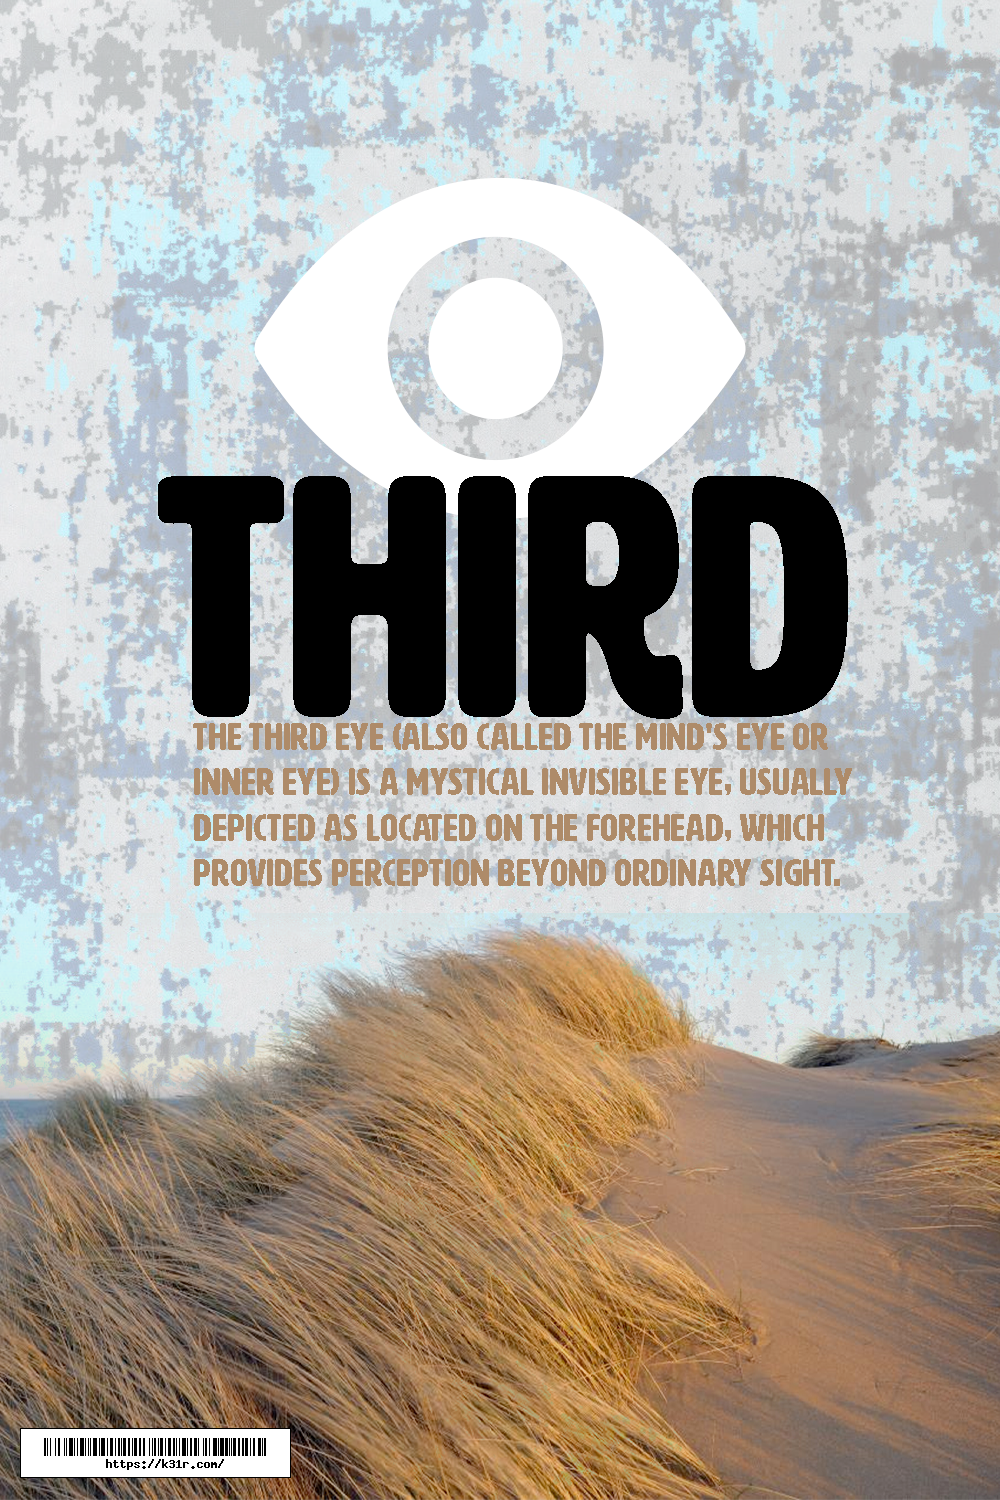 THIRD
THE THIRD EYE (ALSO CALLED THE MIND'S EYE OR
INNER EYE) IS A MYSTICAL INVISIBLE EYE, USUALLY
DEPICTED AS LOCATED ON THE FOREHEAD, WHICH
PROVIDES PERCEPTION BEYOND ORDINARY SIGHT.
https://k31r.com/